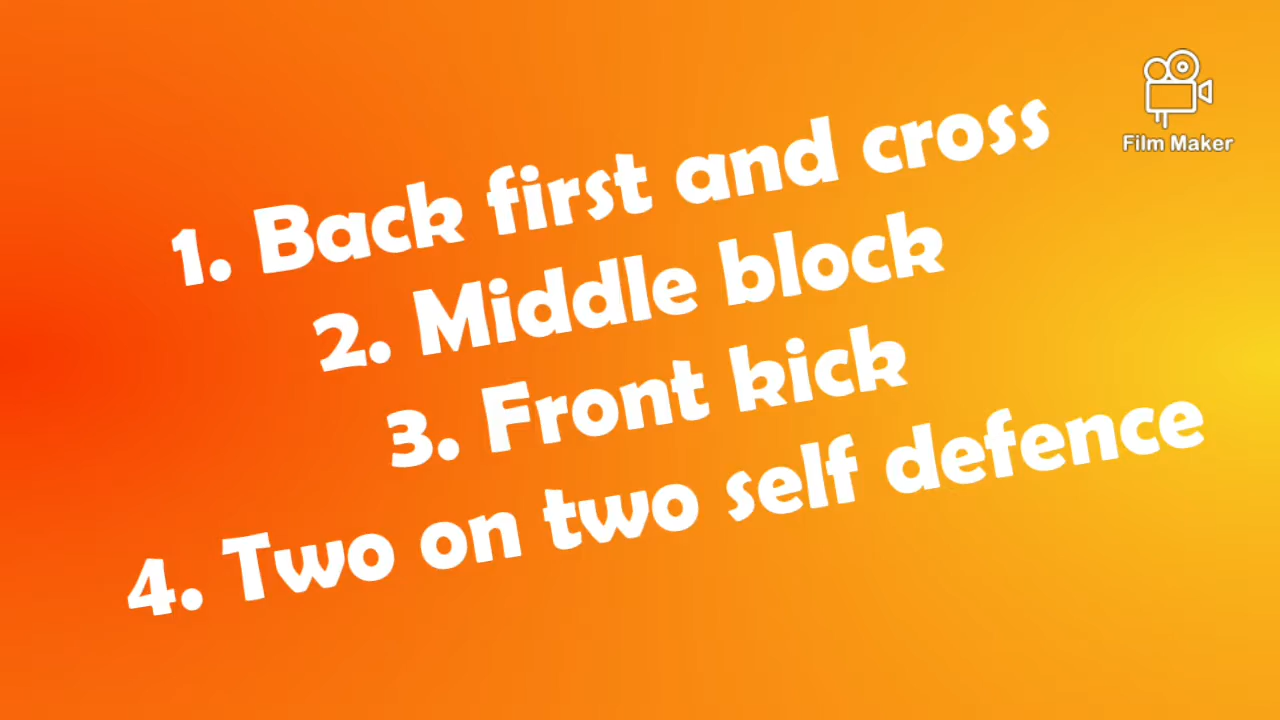 Film Maker
1. Back first and cross
2. Middle block
3. Front kick
4. Two on two self defence